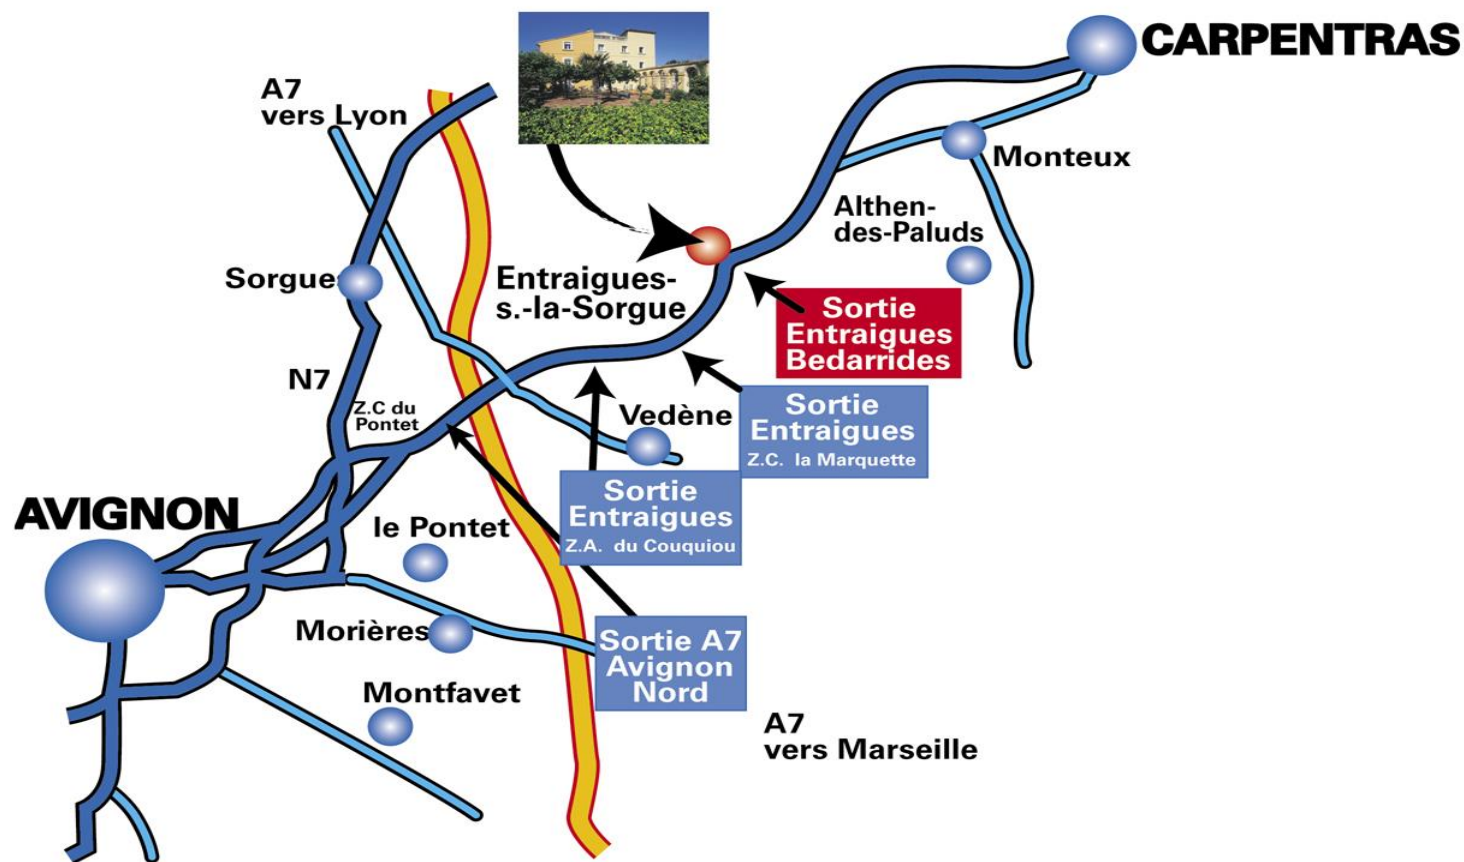 CARPENTRAS
A7
vers Lyon
Monteux
Althen-
des-Paluds
Sorgues
Entraigues-
s.-la-Sorgue
Sortie
Entraigues
Bedarrides
N7
Z.C du
Pontet
Vedène
Sortie
Entraigues
Z.C. la Marquette
Sortie
Entraigues
Z.A. du Couquiou
AVIGNON
le Pontet
Morières
Sortie A7
Avignon
Nord
Montfavet
A7
vers Marseille